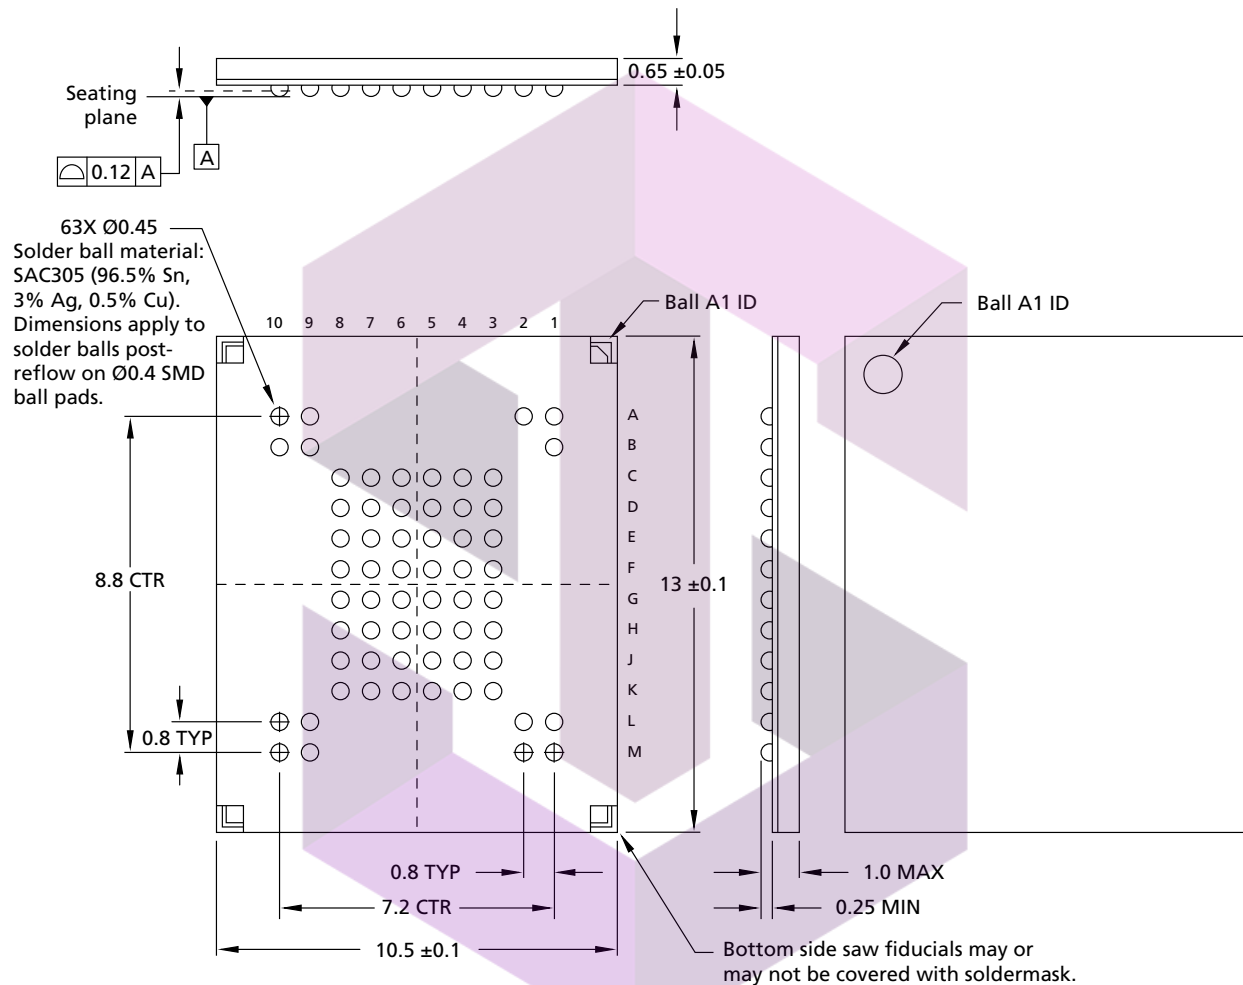 0.65 ±0.05
Seating
plane
A
0.12 A
63X Ø0.45
Solder ball material:
SAC305 (96.5% Sn,
3% Ag, 0.5% Cu).
Dimensions apply to
solder balls post-
reflow on Ø0.4 SMD
ball pads.
Ball A1 ID
Ball A1 ID
10 9 8 7 6 5 4 3 2 1
A
B
C
D
E
F
G
H
J
K
L
M
8.8 CTR
13 ±0.1
0.8 TYP
0.8 TYP
1.0 MAX
7.2 CTR
0.25 MIN
10.5 ±0.1
Bottom side saw fiducials may or
may not be covered with soldermask.